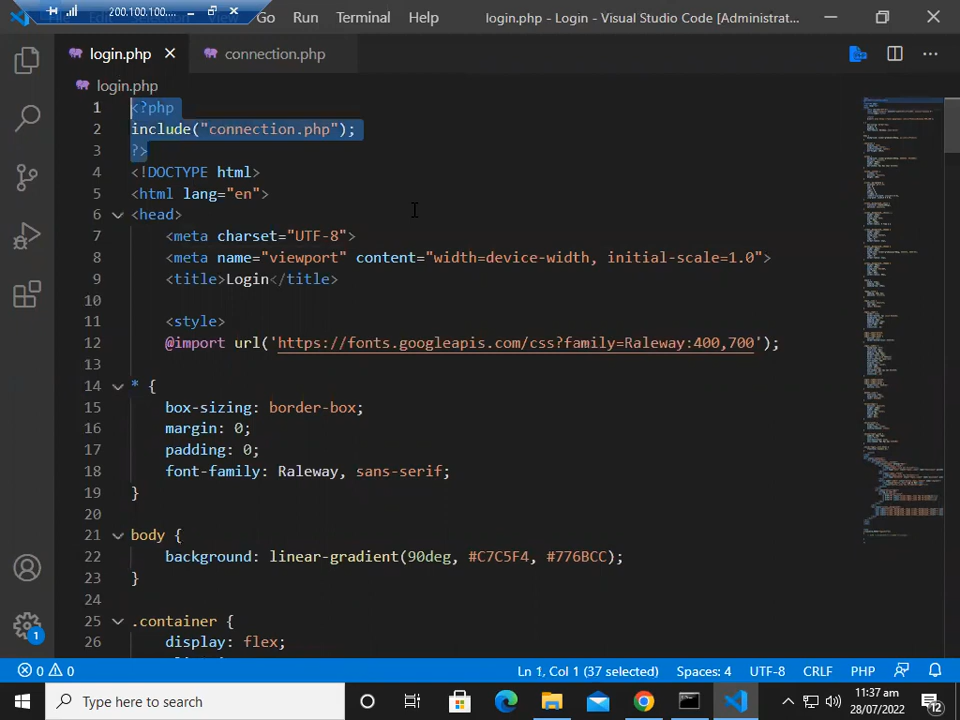 200.100.100.
Go Run Terminal Help
login.php - Login - Visual Studio Code [Administrat...
login.php
connection.php
login.php
1 <?php
2 include("connection.php");
3 ?>
4 <!DOCTYPE html>
5 <html lang="en">
6 <head>
7 <meta charset="UTF-8">
8 <meta name="viewport" content="width=device-width, initial-scale=1.0">
9 <title>Login</title>
10
11 <style>
12 @import url('https://fonts.googleapis.com/css?family=Raleway:400,700');
13
14 * {
15 box-sizing: border-box;
16 margin: 0;
17 padding: 0;
18 font-family: Raleway, sans-serif;
19 }
20
21 body {
22 background: linear-gradient(90deg, #C7C5F4, #776BCC);
23 }
24
25 .container {
26 display: flex;
1
0 0 Ln 1, Col 1 (37 selected) Spaces: 4 UTF-8 CRLF PHP
Type here to search
11:37 am
28/07/2022
12